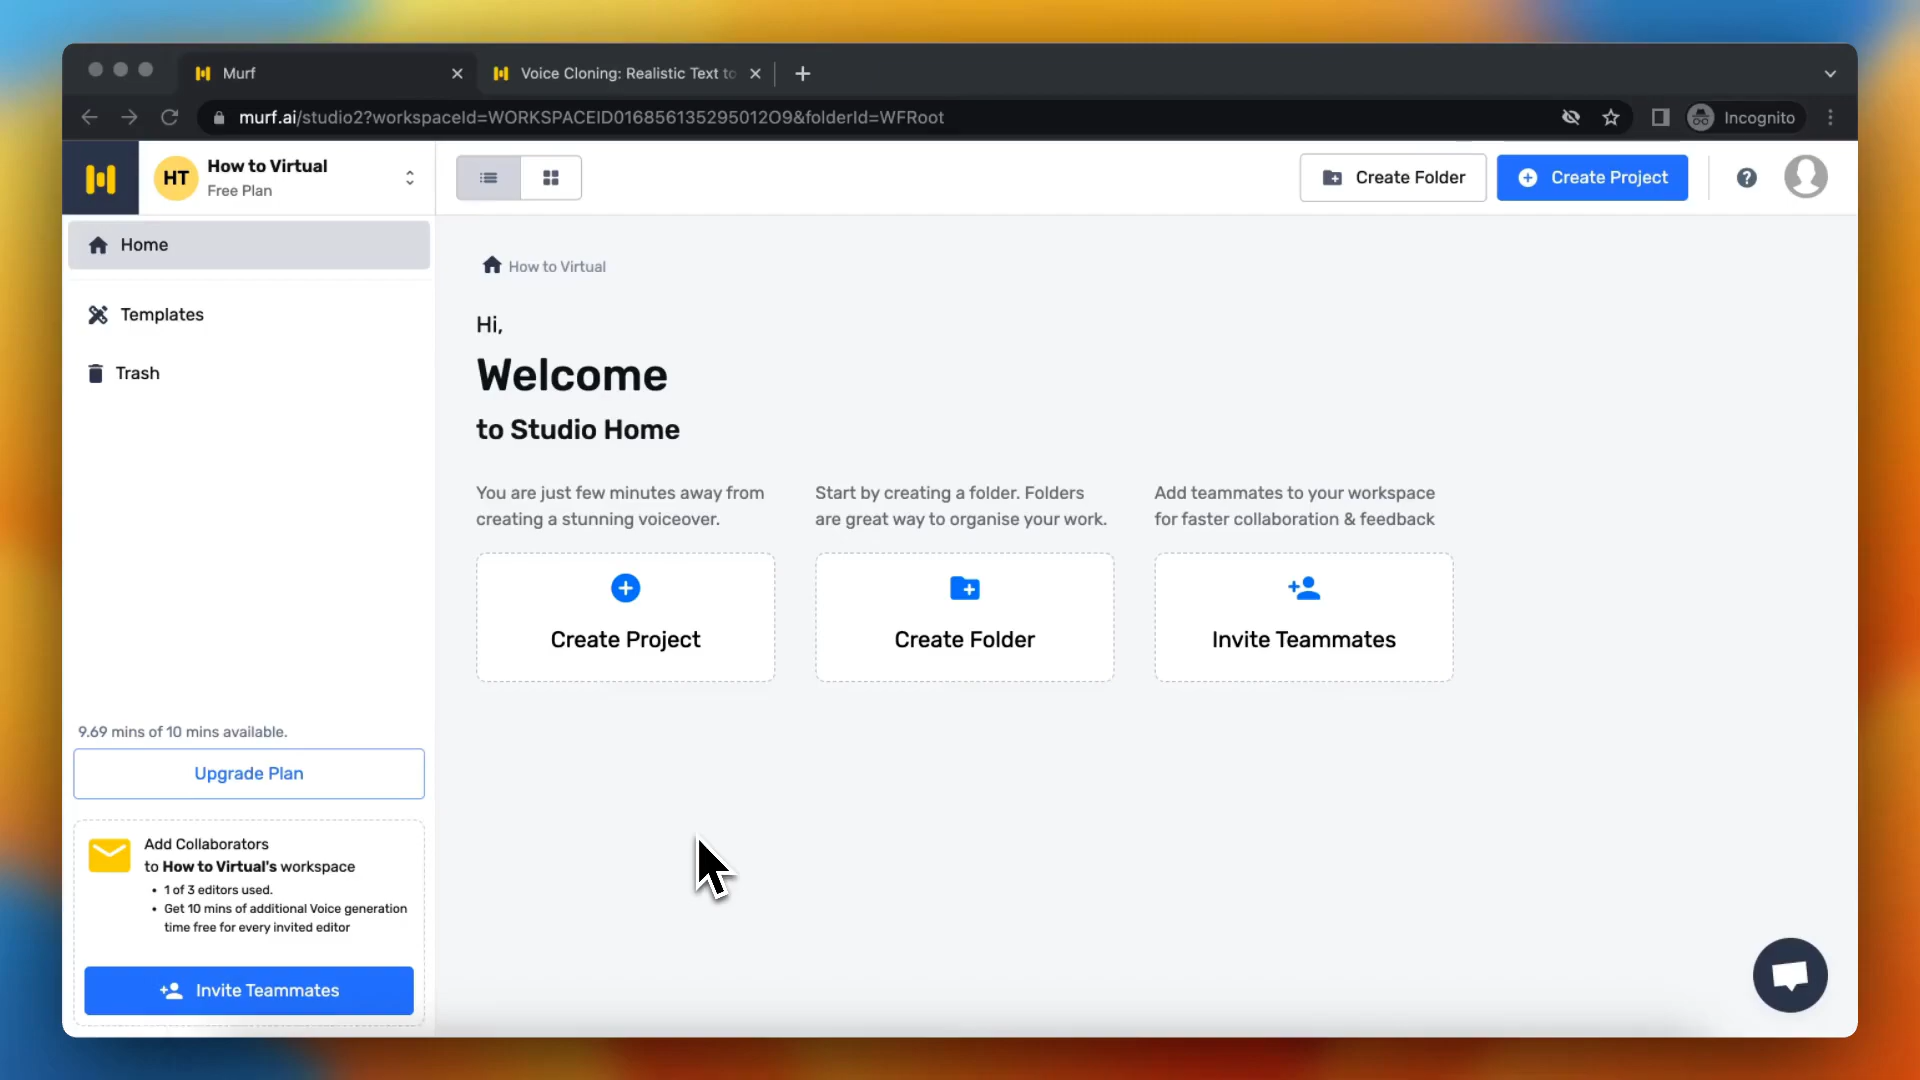 Murf
Voice Cloning: Realistic Text to
murf.ai/studio2?workspaceId=WORKSPACEID01685613529501209&folderId=WFRoot
Incognito
HT
How to Virtual
Free Plan
Create Folder
Create Project
Home
Templates
Trash
How to Virtual
Hi,
Welcome
to Studio Home
You are just few minutes away from
creating a stunning voiceover.
Create Project
Start by creating a folder. Folders
are great way to organise your work.
Create Folder
Add teammates to your workspace
for faster collaboration & feedback
Invite Teammates
9.69 mins of 10 mins available.
Upgrade Plan
Add Collaborators
to How to Virtual's workspace
• 1 of 3 editors used.
• Get 10 mins of additional Voice generation
time free for every invited editor
Invite Teammates